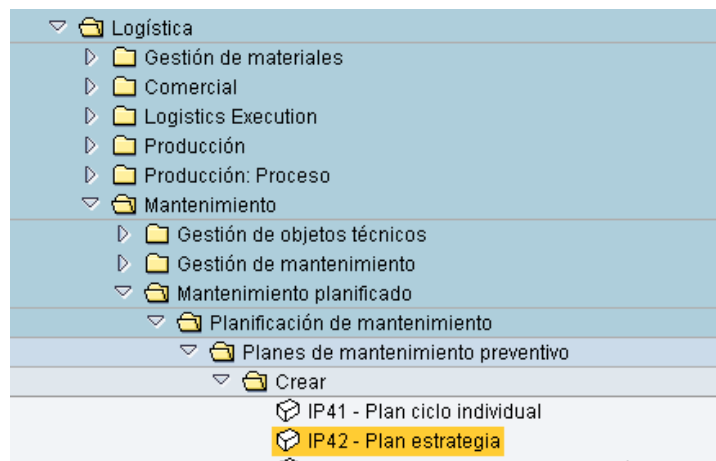 Logística
Gestión de materiales
Comercial
Logistics Execution
Producción
Producción: Proceso
Mantenimiento
Gestión de objetos técnicos
Gestión de mantenimiento
Mantenimiento planificado
Planificación de mantenimiento
Planes de mantenimiento preventivo
Crear
IP41 - Plan ciclo individual
IP42 - Plan estrategia